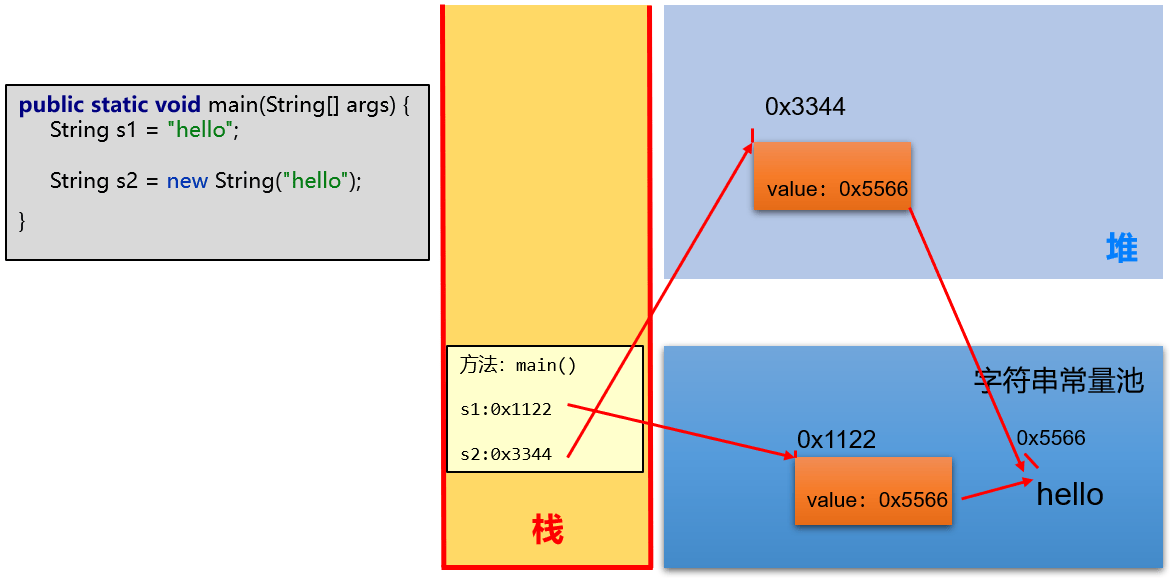 public static void main(String[] args) {
String s1 = "hello";
String s2 = new String("hello");
}
方法：main()
s1:0x1122
s2:0x3344
栈
0x3344
value：0x5566
堆
字符串常量池
0x1122
value：0x5566
0x5566
hello